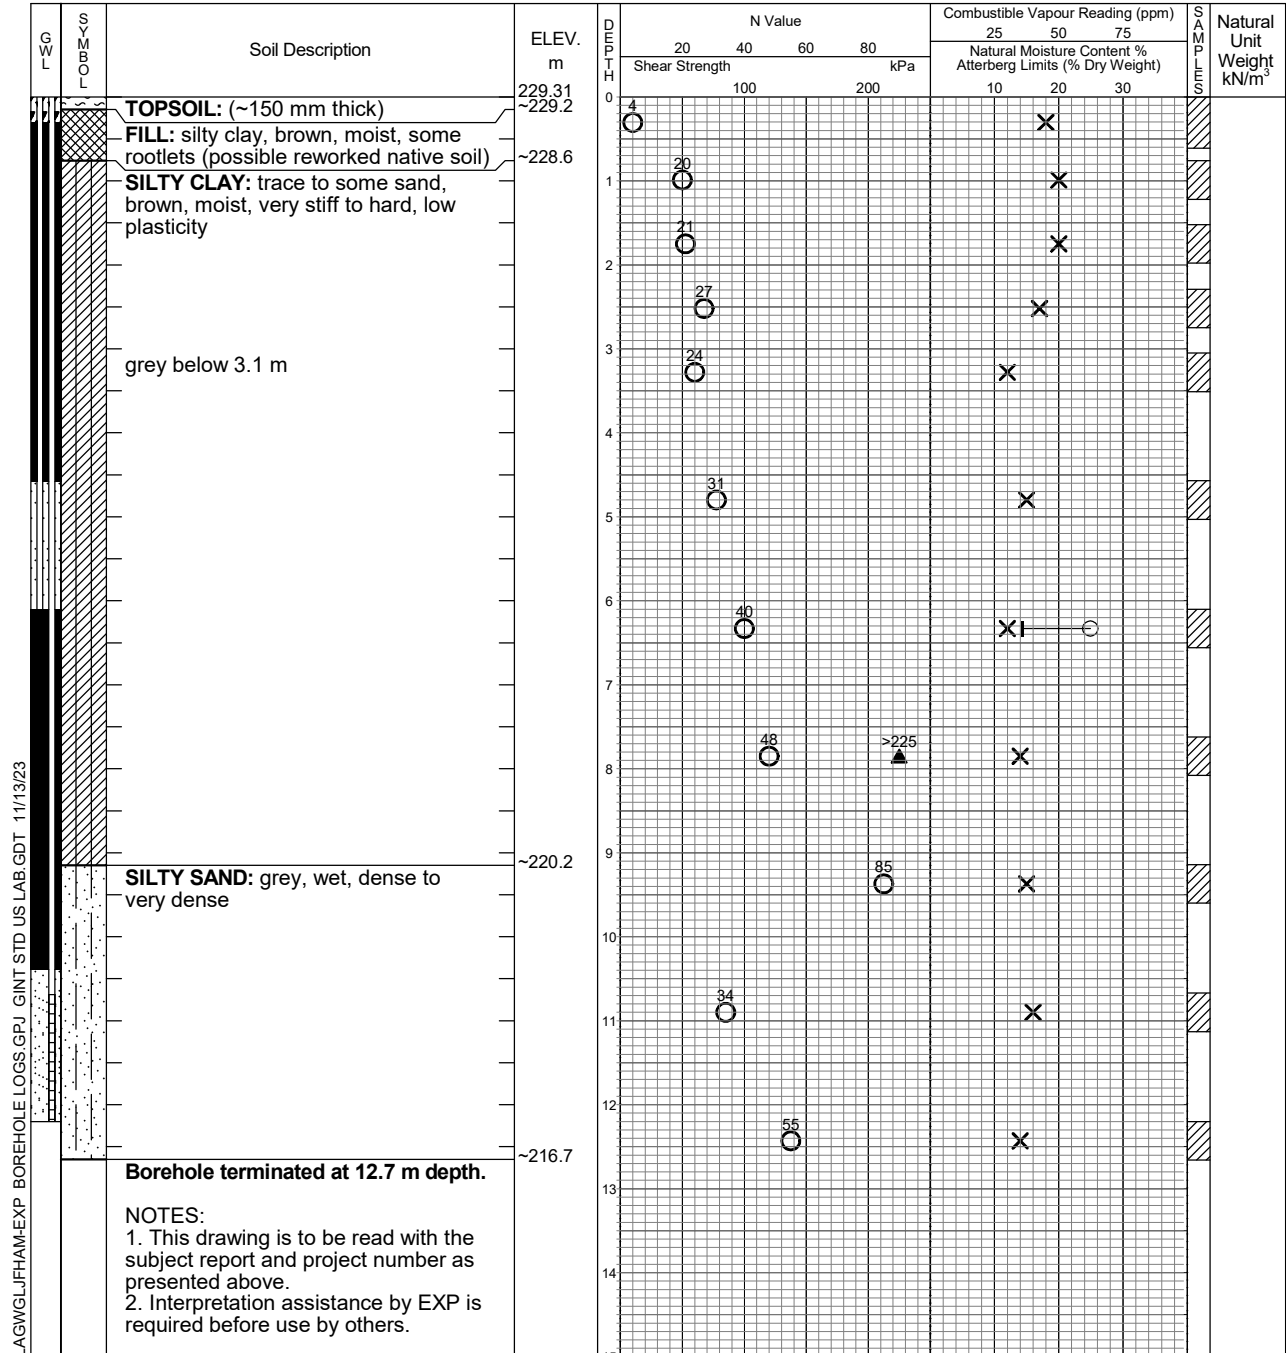 GWL
SYMBOL
Soil Description
ELEV.
m
DEPTH
N Value
20 40 60 80
Shear Strength kPa
100 200
Combustible Vapour Reading (ppm)
25 50 75
Natural Moisture Content %
Atterberg Limits (% Dry Weight)
10 20 30
SAMPLES
Natural
Unit
Weight
kN/m³
229.31
0
TOPSOIL: (~150 mm thick)
~229.2
4
FILL: silty clay, brown, moist, some
rootlets (possible reworked native soil)
~228.6
20
SILTY CLAY: trace to some sand,
1
brown, moist, very stiff to hard, low
plasticity
21
2
27
3
grey below 3.1 m
24
4
31
5
6
40
7
48
>225
8
9
~220.2
85
SILTY SAND: grey, wet, dense to
very dense
10
34
11
12
55
~216.7
Borehole terminated at 12.7 m depth.
13
NOTES:
1. This drawing is to be read with the
subject report and project number as
presented above.
14
2. Interpretation assistance by EXP is
required before use by others.
AGWGLJFHAM-EXP BOREHOLE LOGS.GPJ GINT STD US LAB.GDT 11/13/23